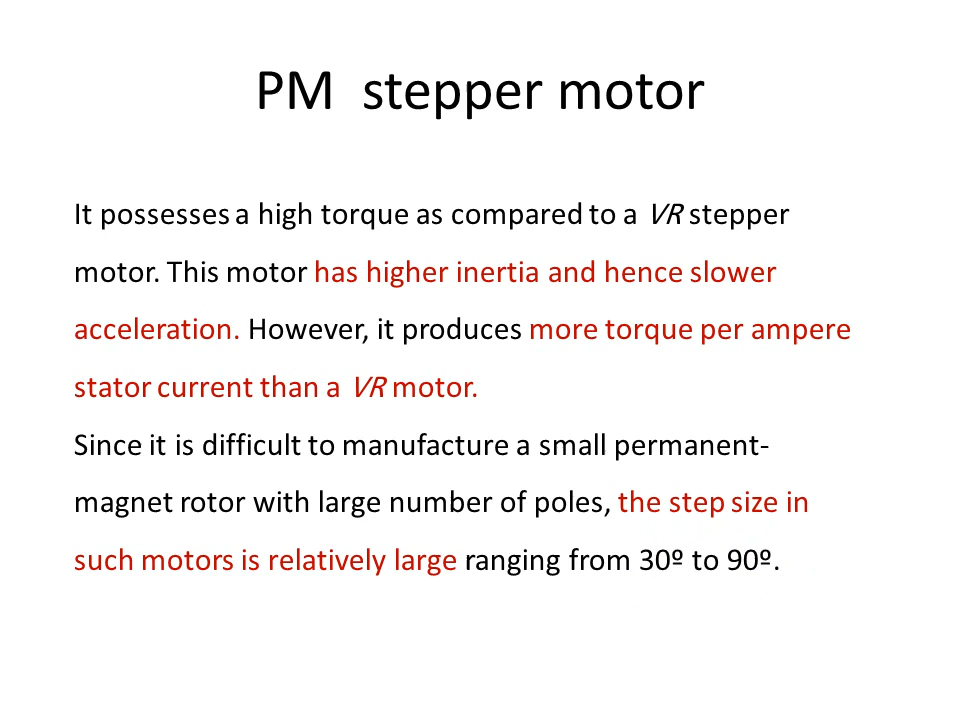 PM stepper motor
It possesses a high torque as compared to a VR stepper
motor. This motor has higher inertia and hence slower
acceleration. However, it produces more torque per ampere
stator current than a VR motor.
Since it is difficult to manufacture a small permanent-
magnet rotor with large number of poles, the step size in
such motors is relatively large ranging from 30º to 90º.